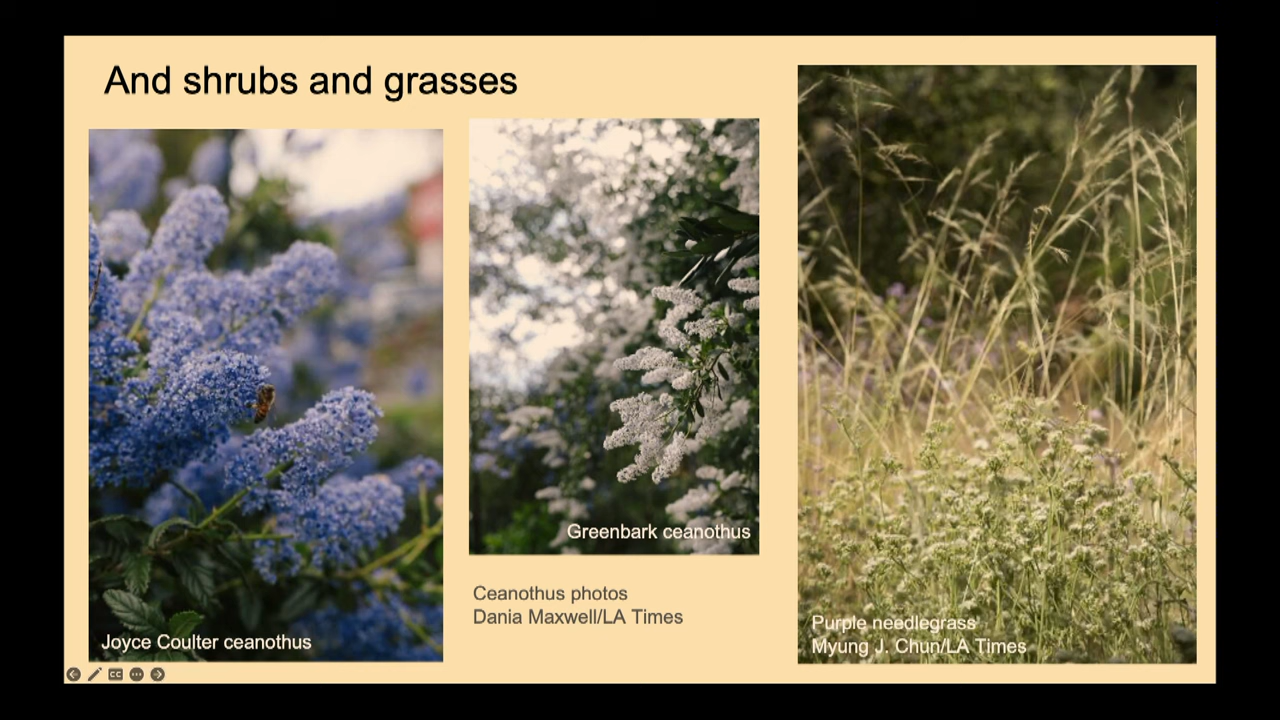 And shrubs and grasses
Joyce Coulter ceanothus
Greenbark ceanothus
Ceanothus photos
Dania Maxwell/LA Times
Purple needlegrass
Myung J. Chun/LA Times
CC